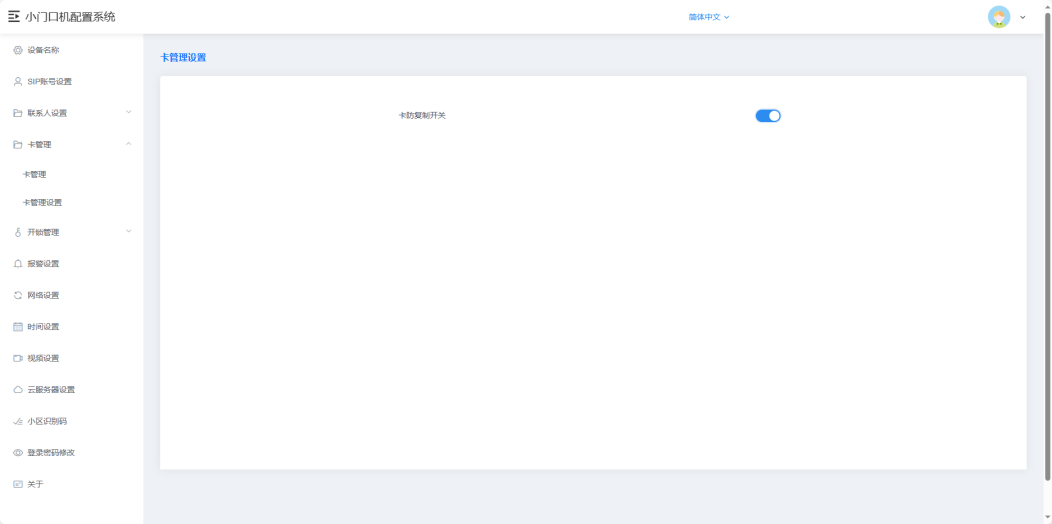 小门口机配置系统
简体中文
设备名称
SIP账号设置
联系人设置
卡管理
卡管理
卡管理设置
开始管理
报警设置
网络设置
时间设置
视频设置
云服务器设置
小区识别码
登录密码修改
关于
卡管理设置
卡防复制开关